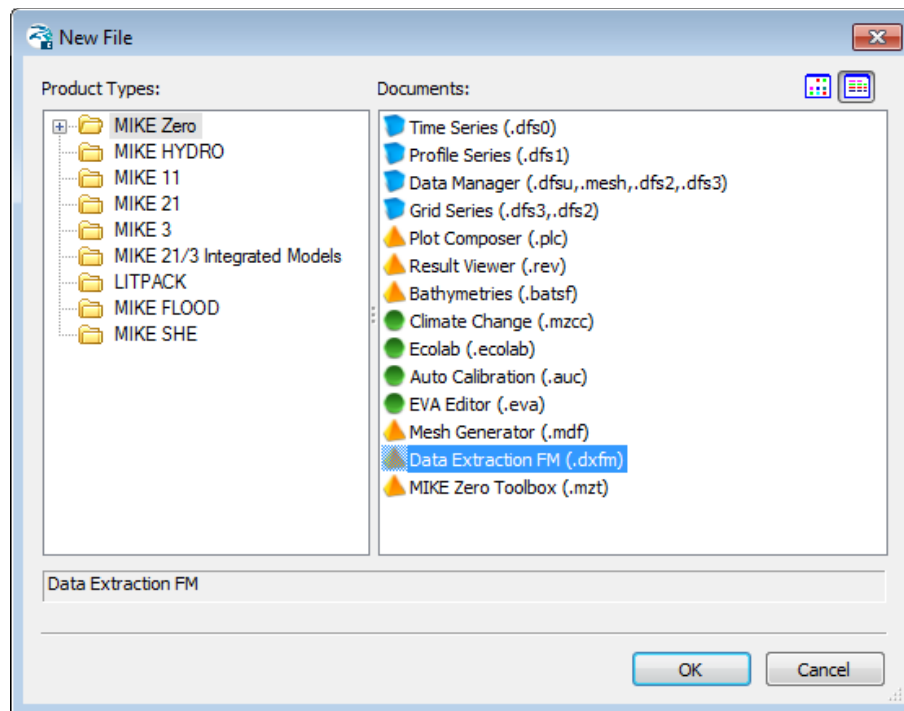 New File
Product Types:
Documents:
MIKE Zero
MIKE HYDRO
MIKE 11
MIKE 21
MIKE 3
MIKE 21/3 Integrated Models
LITPACK
MIKE FLOOD
MIKE SHE
Time Series (.dfs0)
Profile Series (.dfs1)
Data Manager (.dfsu,.mesh,.dfs2,.dfs3)
Grid Series (.dfs3,.dfs2)
Plot Composer (.plc)
Result Viewer (.rev)
Bathymetries (.batsf)
Climate Change (.mzcc)
Ecolab (.ecolab)
Auto Calibration (.auc)
EVA Editor (.eva)
Mesh Generator (.mdf)
Data Extraction FM (.dxfm)
MIKE Zero Toolbox (.mzt)
Data Extraction FM
OK
Cancel